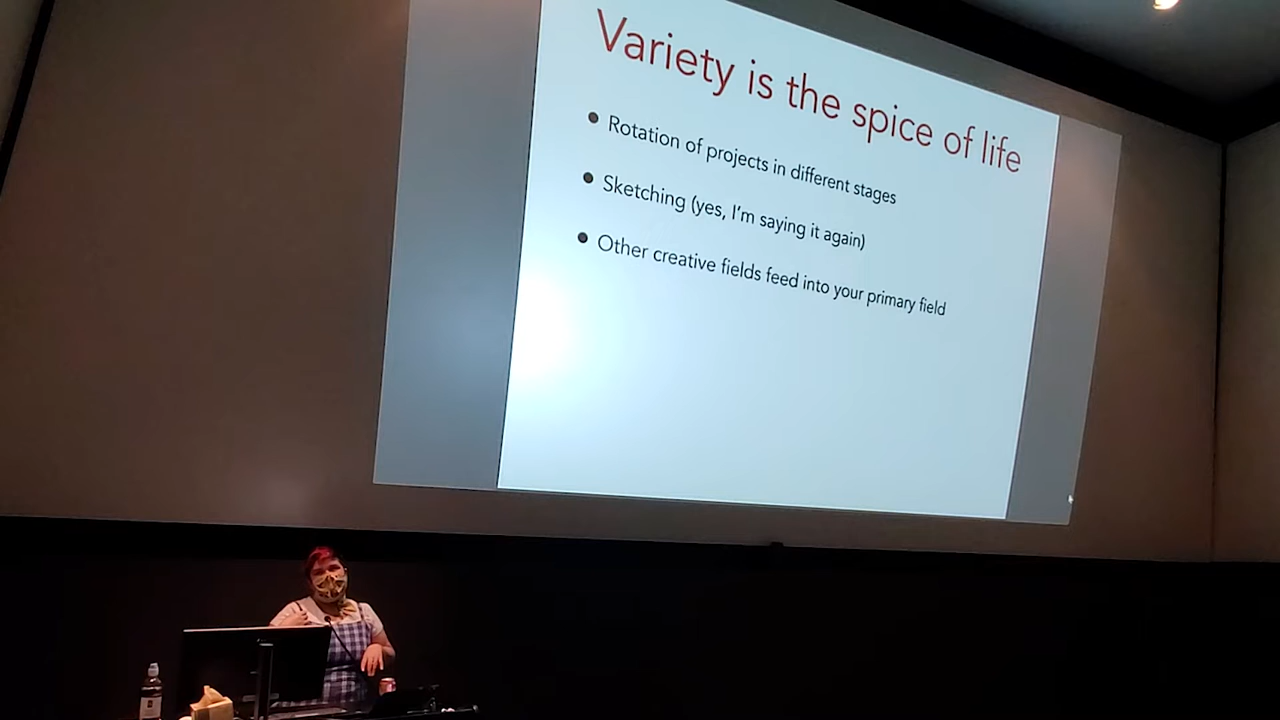 Variety is the spice of life
Rotation of projects in different stages
Sketching (yes, I'm saying it again)
Other creative fields feed into your primary field